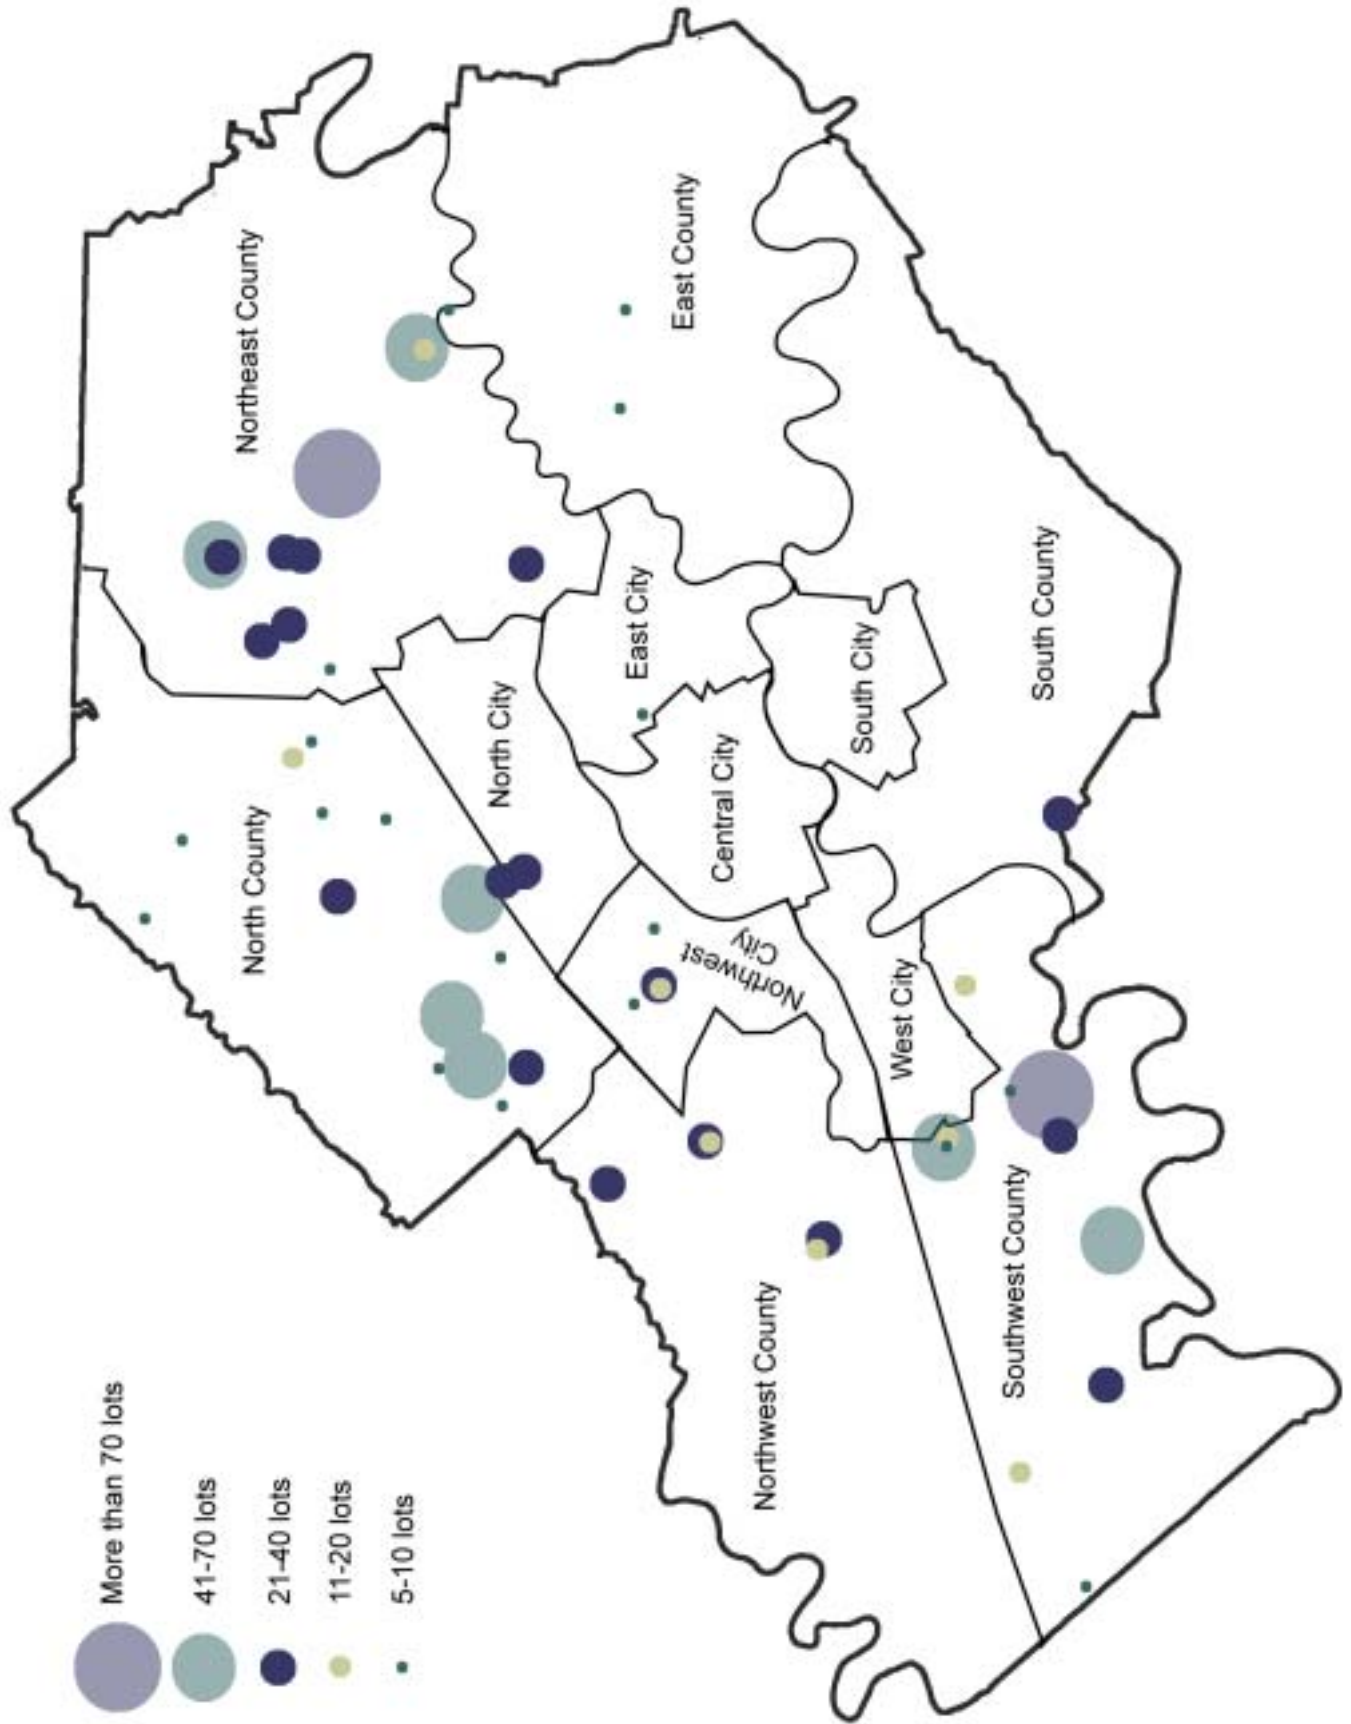 More than 70 lots
41-70 lots
21-40 lots
11-20 lots
5-10 lots
Northeast County
North County
East County
North City
East City
Central City
South City
South County
Northwest
City
West City
Northwest County
Southwest County